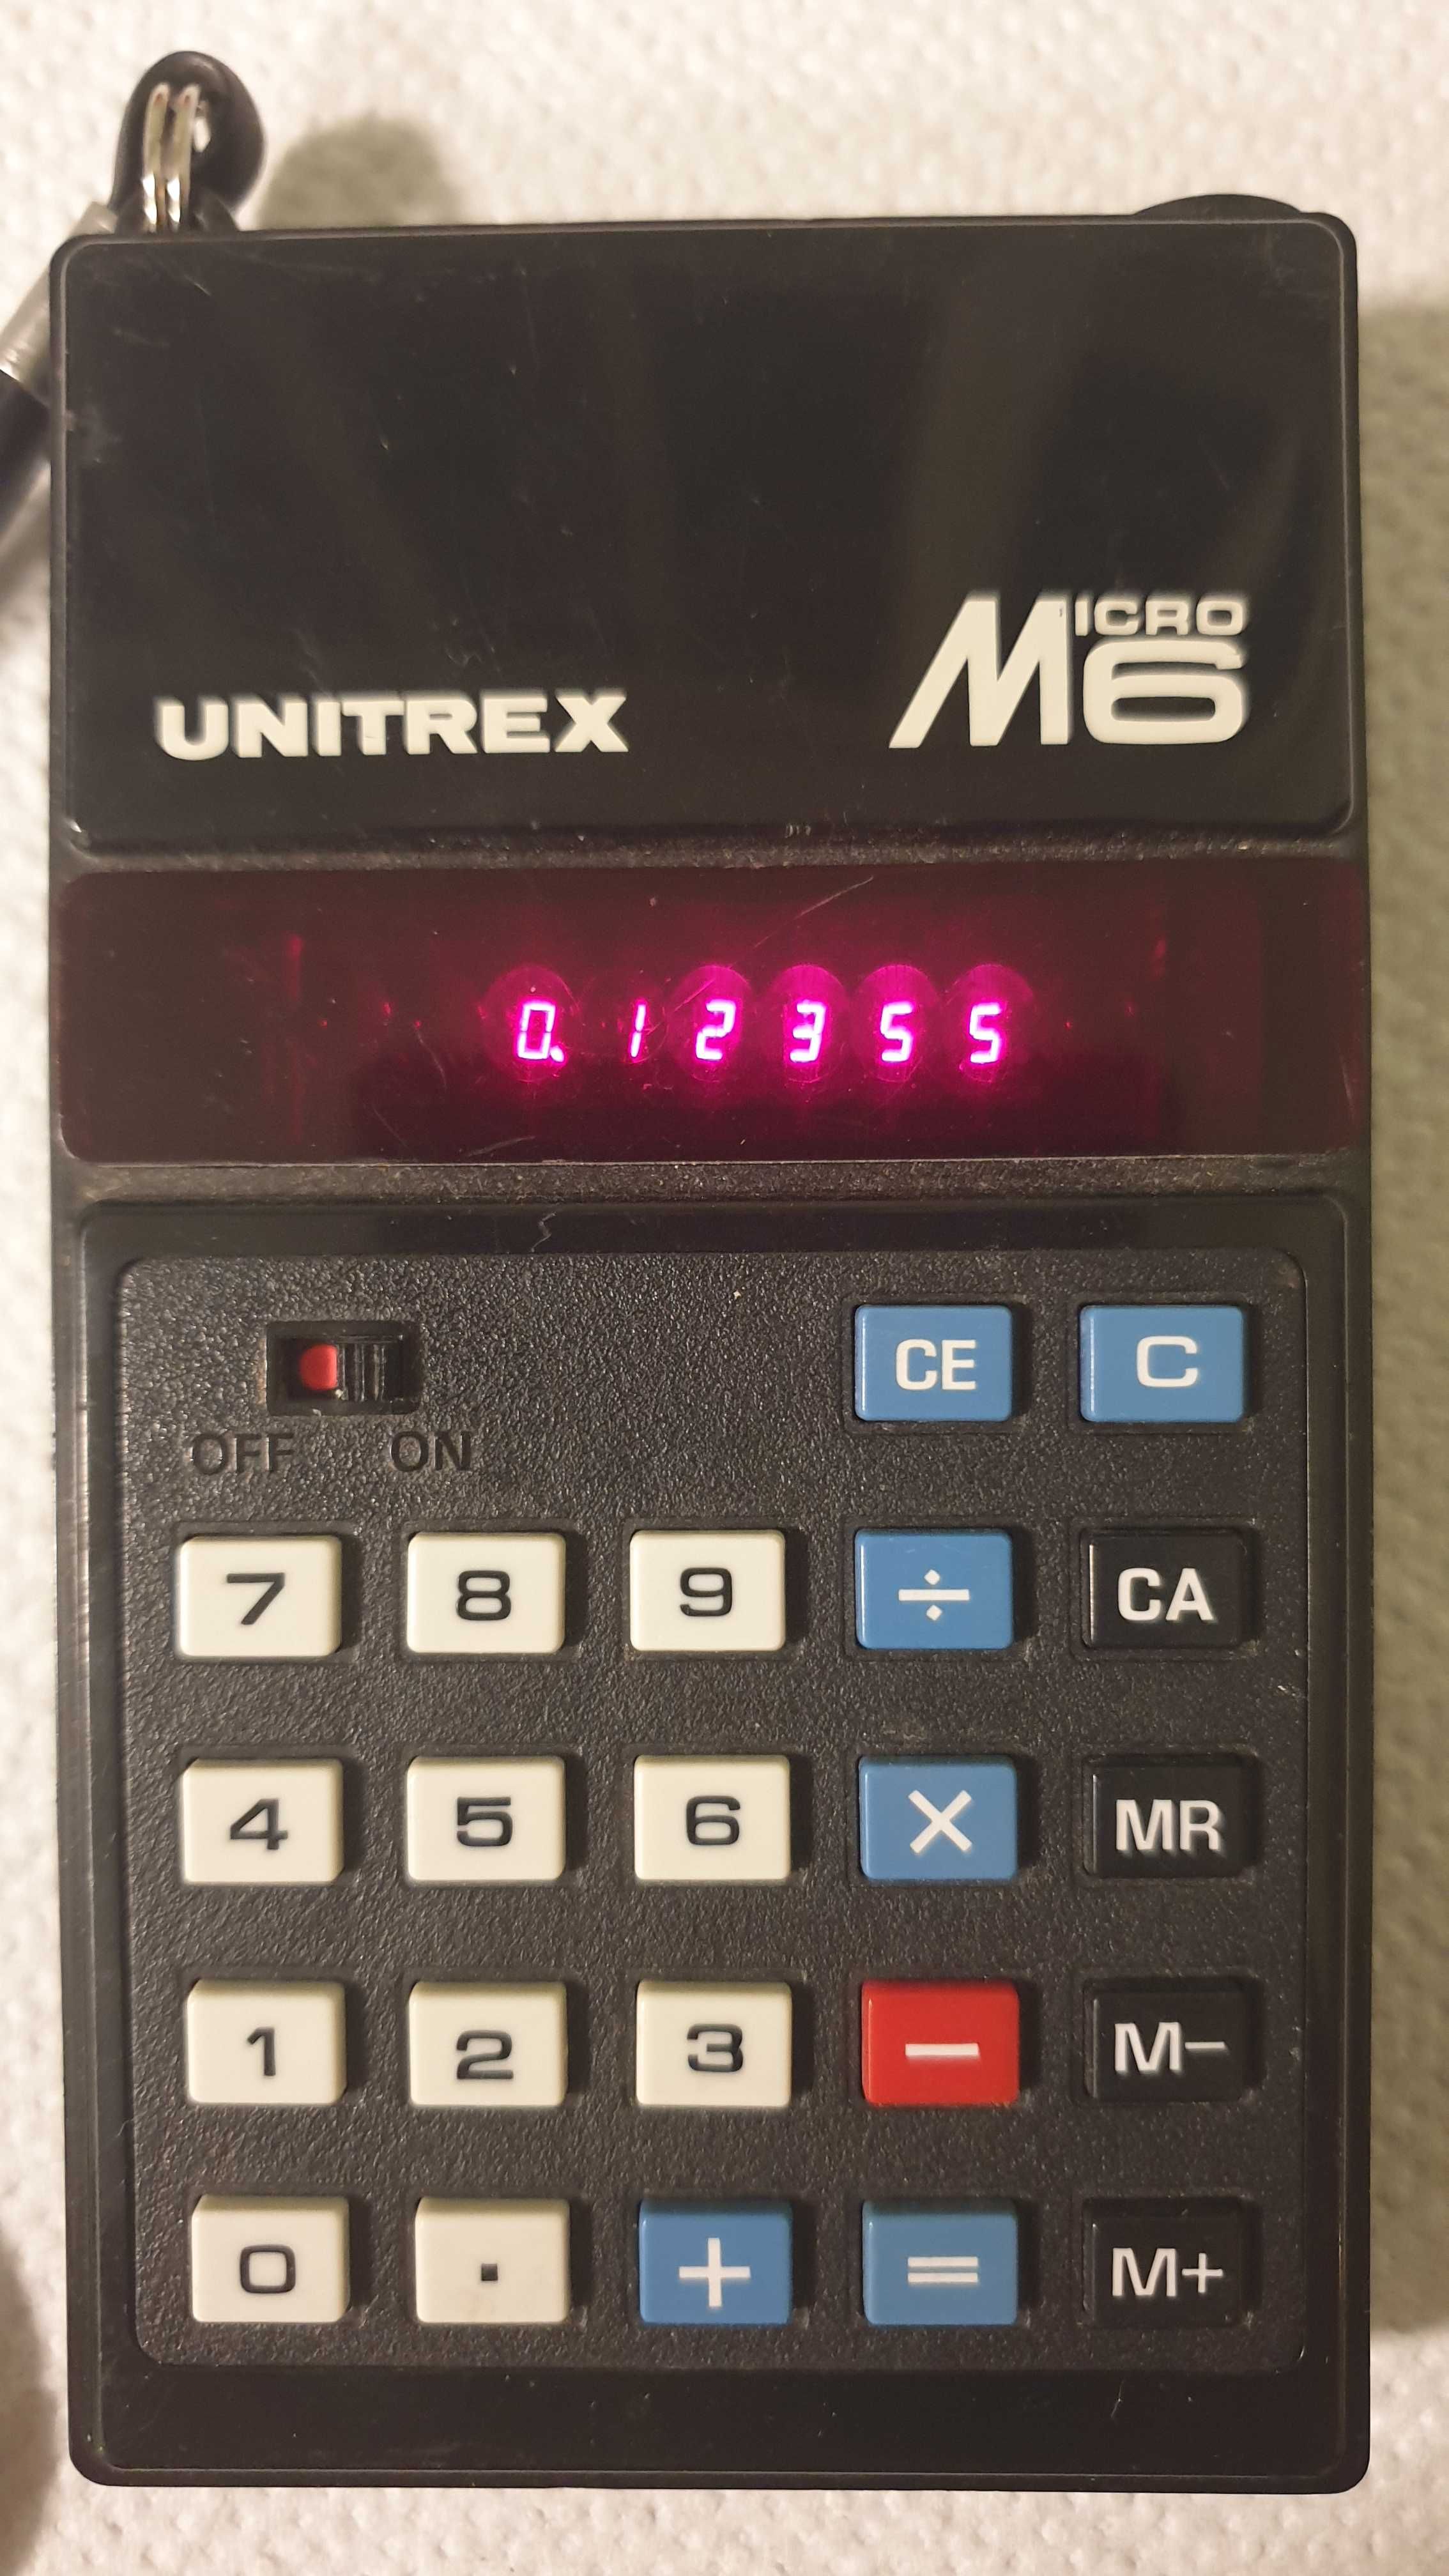 MICRO
UNITREX M6
0.12355
CE C
OFF ON
7 8 9 ÷ CA
4 5 6 × MR
1 2 3 − M−
0 . + = M+